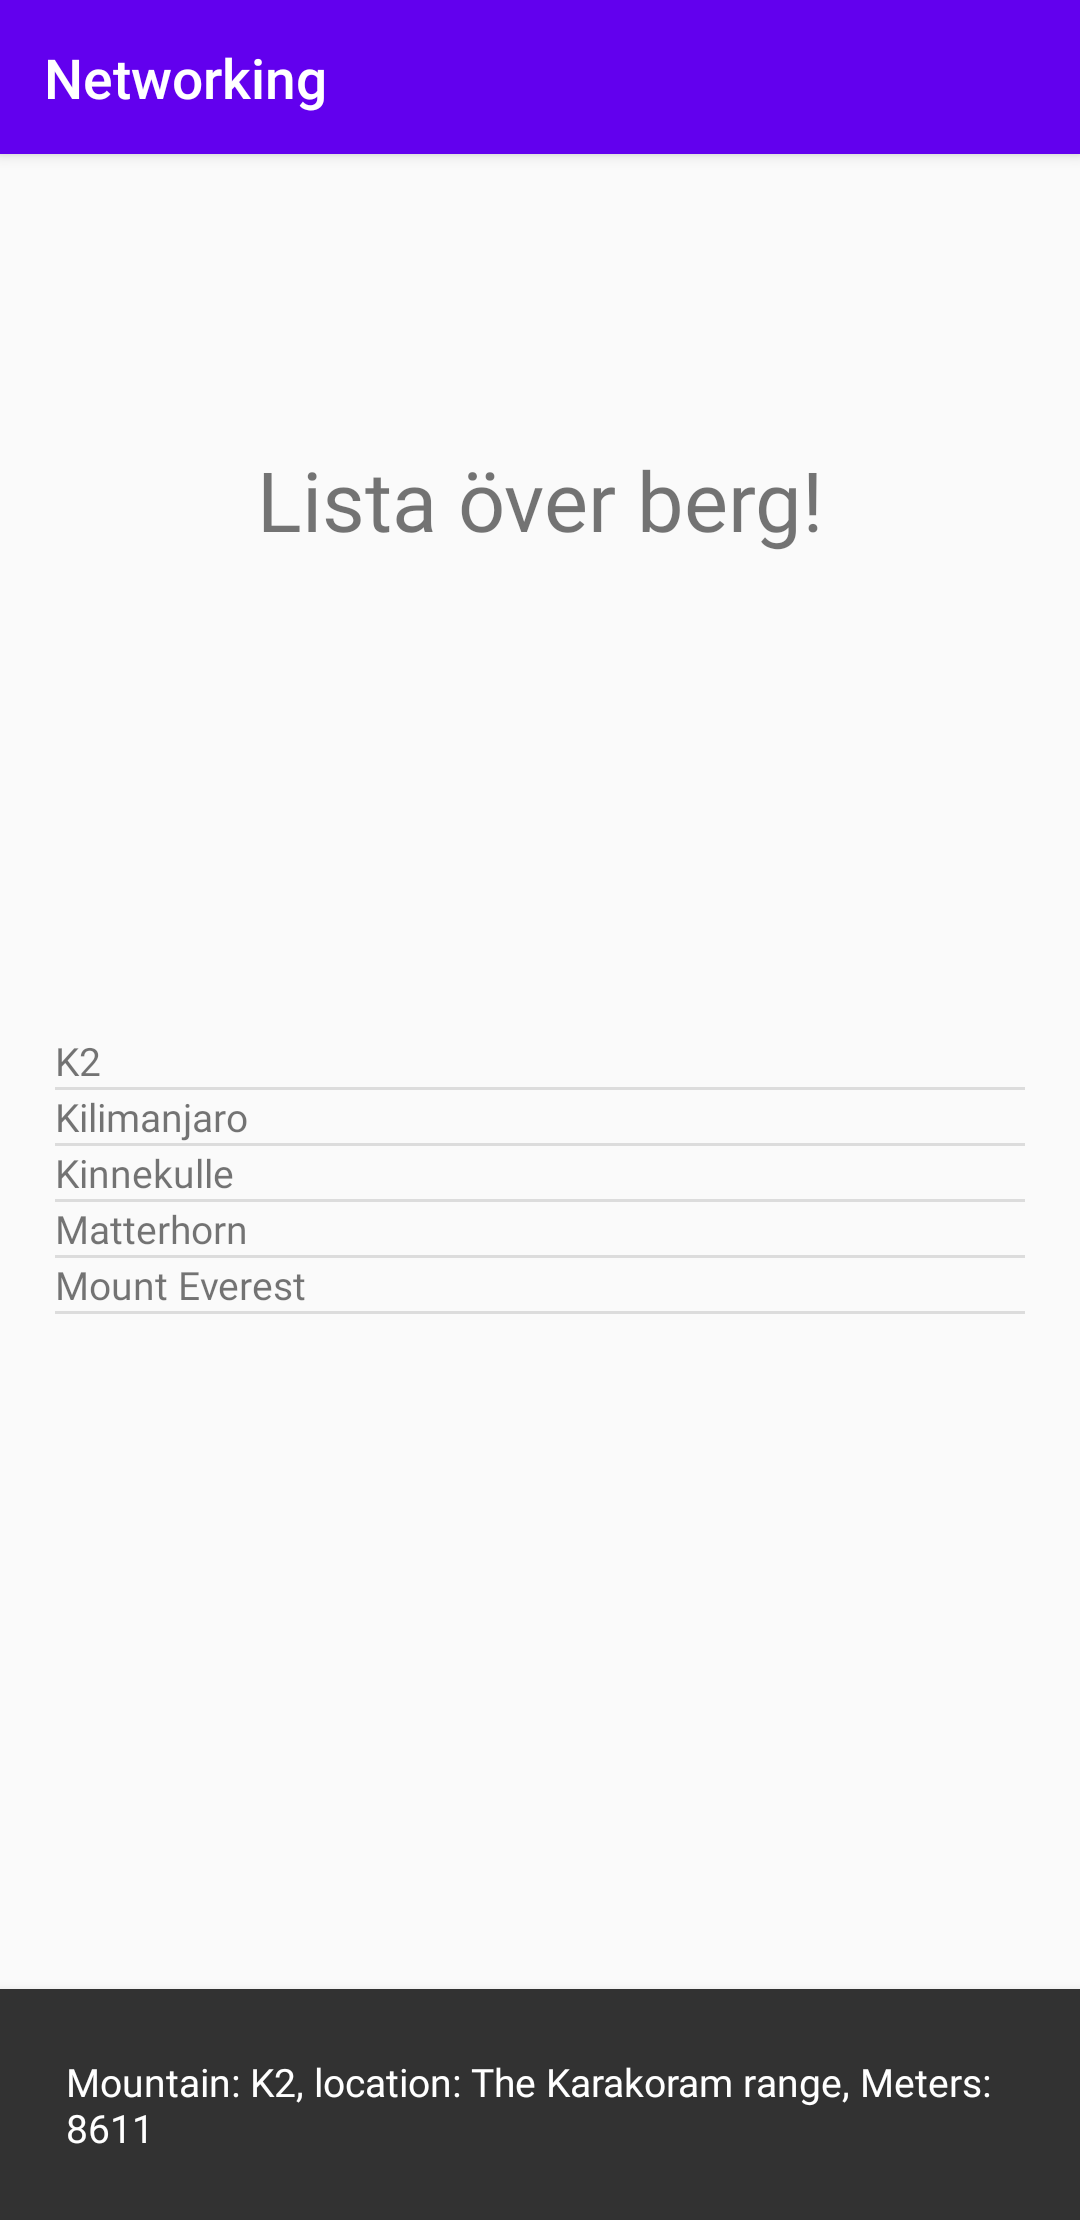 Networking
Lista över berg!
K2
Kilimanjaro
Kinnekulle
Matterhorn
Mount Everest
Mountain: K2, location: The Karakoram range, Meters:
8611